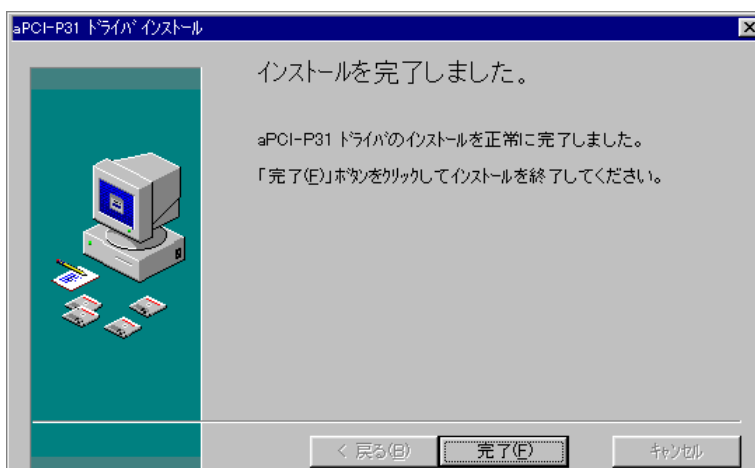 aPCI-P31 ﾄﾞﾗｲﾊﾞ ｲﾝｽﾄｰﾙ
インストールを完了しました。
aPCI-P31 ドライバのインストールを正常に完了しました。
「完了(F)」ボタンをクリックしてインストールを終了してください。
< 戻る(B)
完了(F)
キャンセル